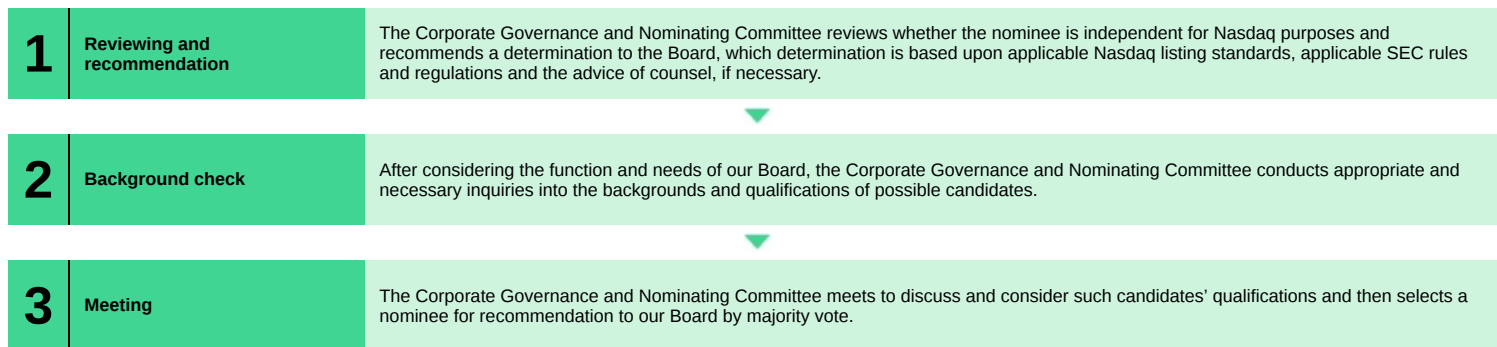 1
Reviewing and
recommendation
The Corporate Governance and Nominating Committee reviews whether the nominee is independent for Nasdaq purposes and
recommends a determination to the Board, which determination is based upon applicable Nasdaq listing standards, applicable SEC rules
and regulations and the advice of counsel, if necessary.
2
Background check
After considering the function and needs of our Board, the Corporate Governance and Nominating Committee conducts appropriate and
necessary inquiries into the backgrounds and qualifications of possible candidates.
3
Meeting
The Corporate Governance and Nominating Committee meets to discuss and consider such candidates’ qualifications and then selects a
nominee for recommendation to our Board by majority vote.